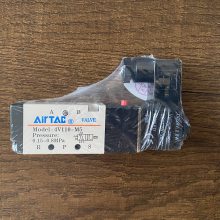 A B
AIRTAC VALVE
Model: 4V110-M5
Pressure:
0.15~0.8MPa
R P S